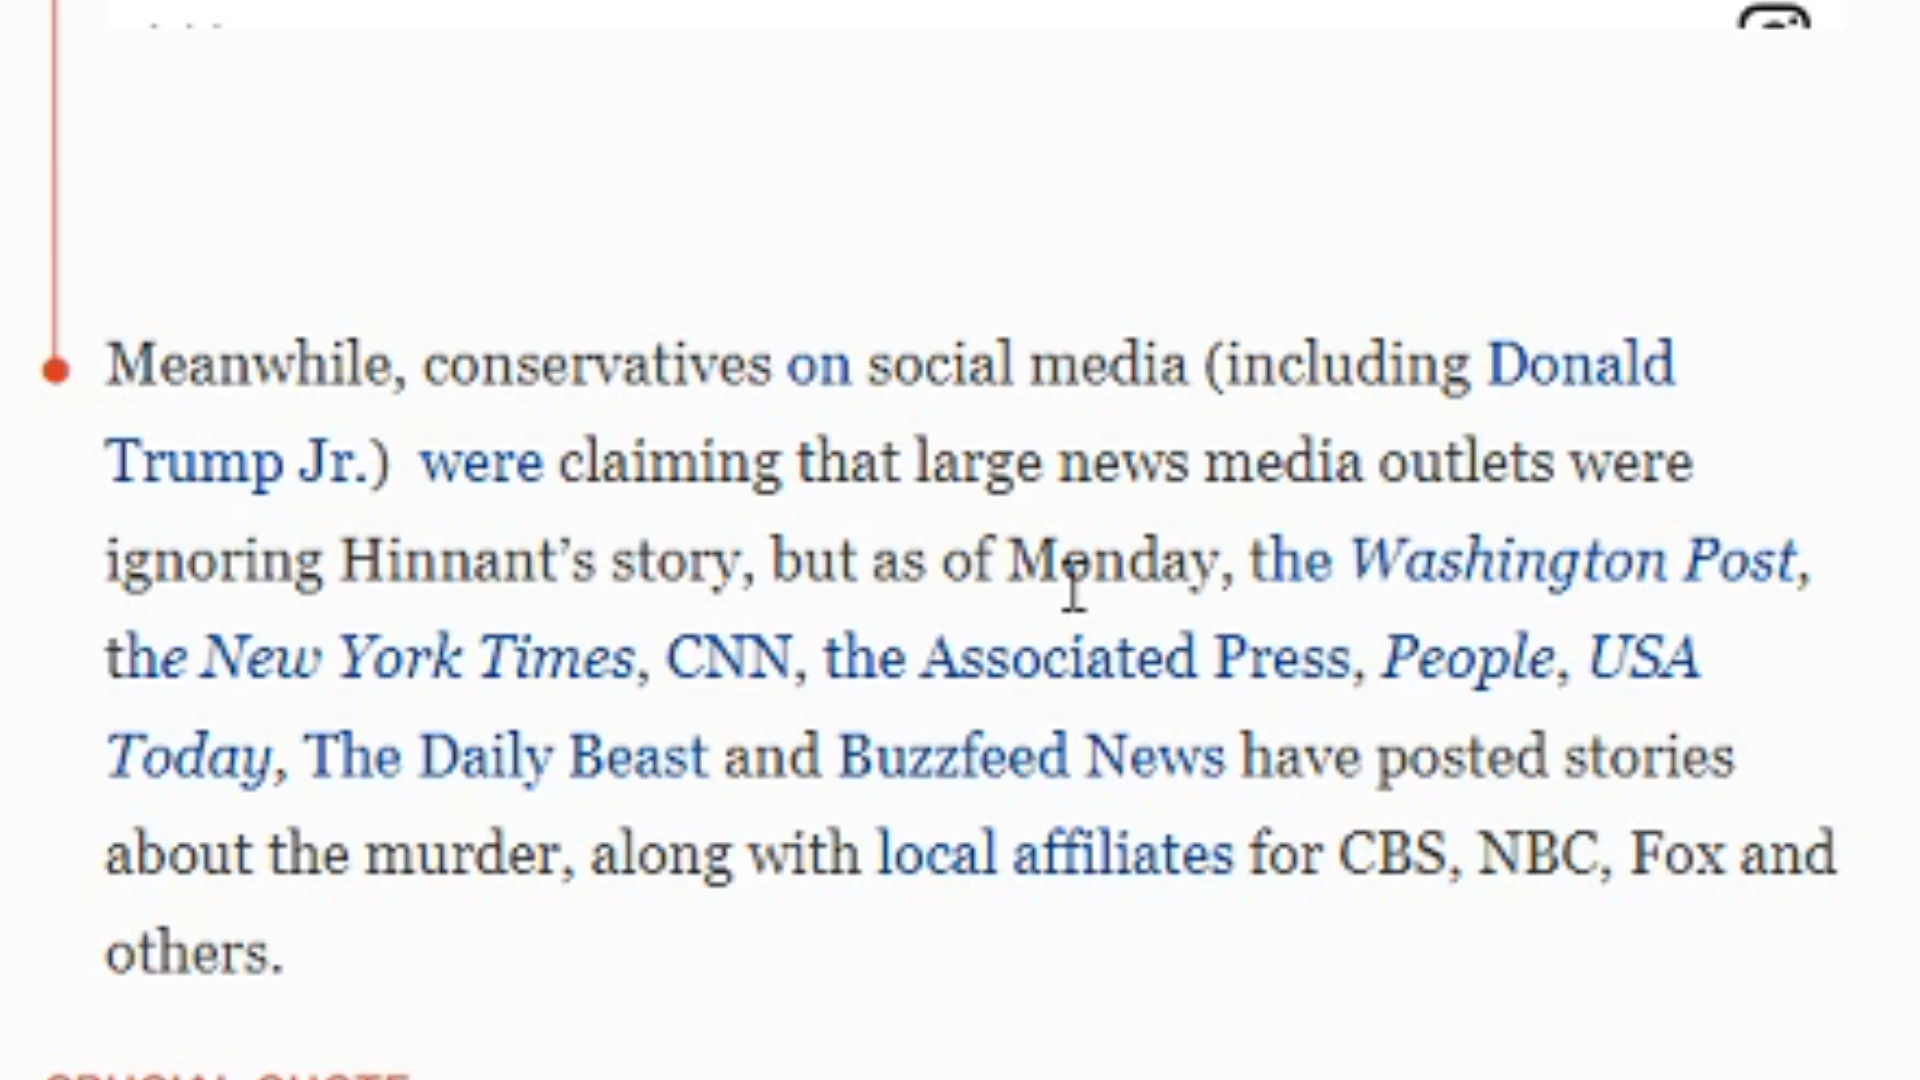 Meanwhile, conservatives on social media (including Donald
Trump Jr.) were claiming that large news media outlets were
ignoring Hinnant’s story, but as of Monday, the Washington Post,
the New York Times, CNN, the Associated Press, People, USA
Today, The Daily Beast and Buzzfeed News have posted stories
about the murder, along with local affiliates for CBS, NBC, Fox and
others.
CRUCIAL QUOTE